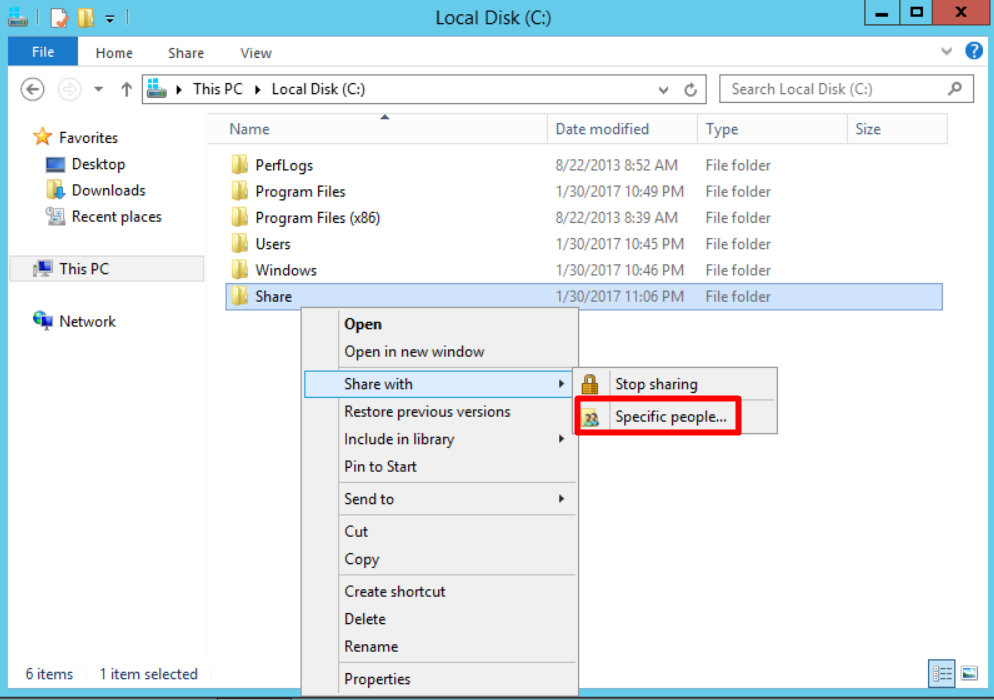 Local Disk (C:)
File Home Share View
This PC Local Disk (C:) Search Local Disk (C:)
Name Date modified Type Size
Favorites
Desktop
Downloads
Recent places
This PC
Network
PerfLogs 8/22/2013 8:52 AM File folder
Program Files 1/30/2017 10:49 PM File folder
Program Files (x86) 8/22/2013 8:39 AM File folder
Users 1/30/2017 10:45 PM File folder
Windows 1/30/2017 10:46 PM File folder
Share 1/30/2017 11:06 PM File folder
Open
Open in new window
Share with
Restore previous versions
Include in library
Pin to Start
Send to
Cut
Copy
Create shortcut
Delete
Rename
Properties
Stop sharing
Specific people...
6 items 1 item selected